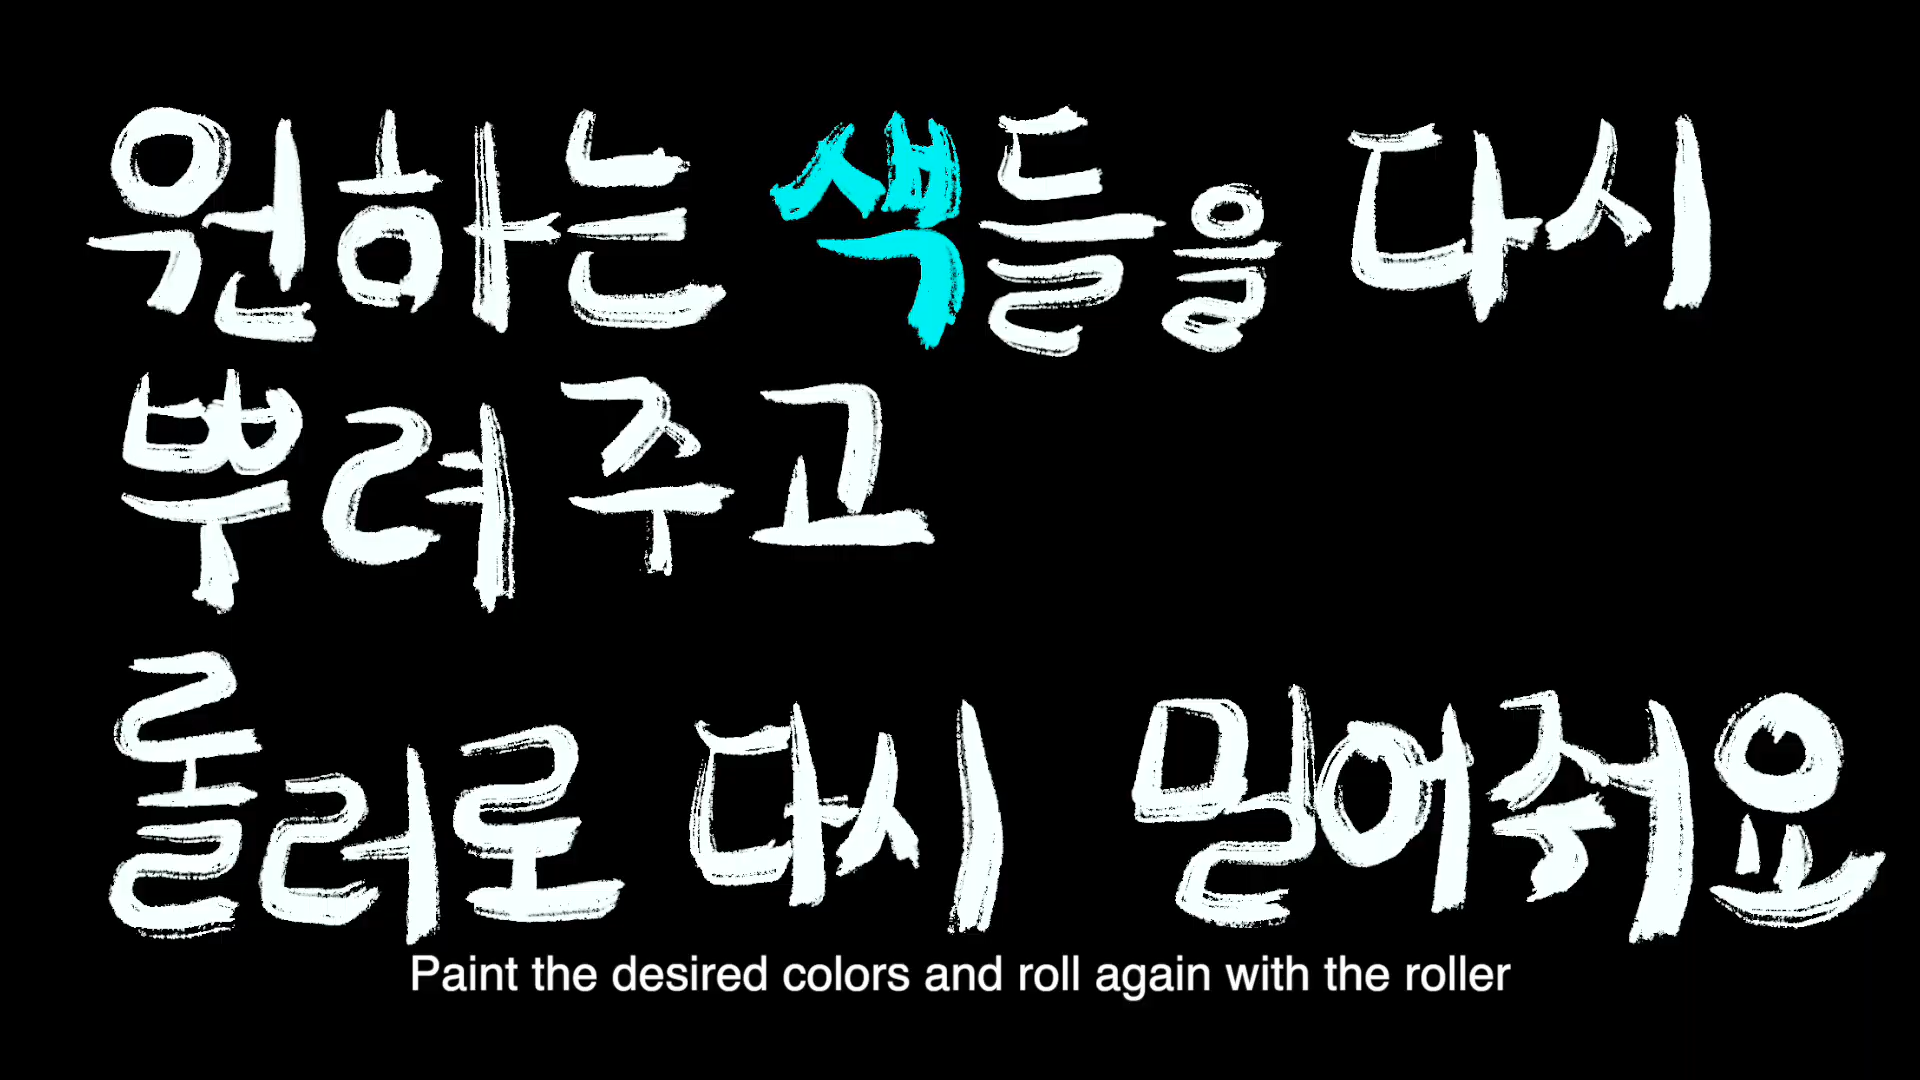 원하는 색들을 다시
뿌려 주고
롤러로 다시 밀어줘요
Paint the desired colors and roll again with the roller